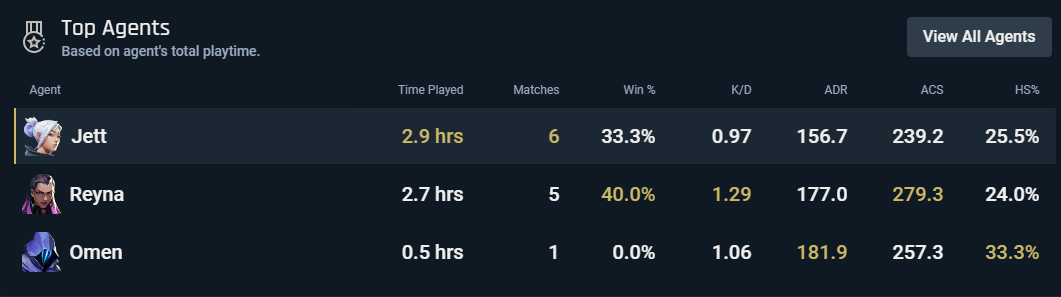 Top Agents
Based on agent's total playtime.
View All Agents
Agent Time Played Matches Win % K/D ADR ACS HS%
Jett 2.9 hrs 6 33.3% 0.97 156.7 239.2 25.5%
Reyna 2.7 hrs 5 40.0% 1.29 177.0 279.3 24.0%
Omen 0.5 hrs 1 0.0% 1.06 181.9 257.3 33.3%